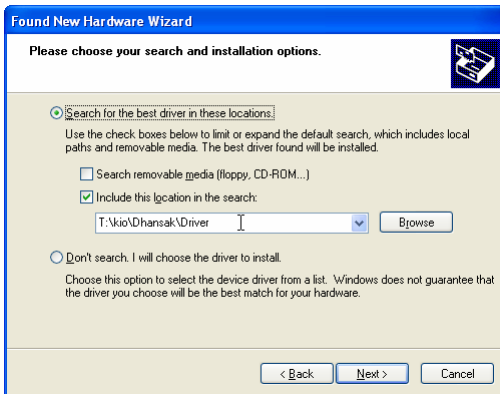 Found New Hardware Wizard
Please choose your search and installation options.
Search for the best driver in these locations.
Use the check boxes below to limit or expand the default search, which includes local
paths and removable media. The best driver found will be installed.
Search removable media (floppy, CD-ROM...)
Include this location in the search:
T:\kio\Dhansak\Driver
Browse
Don't search. I will choose the driver to install.
Choose this option to select the device driver from a list. Windows does not guarantee that
the driver you choose will be the best match for your hardware.
< Back Next > Cancel